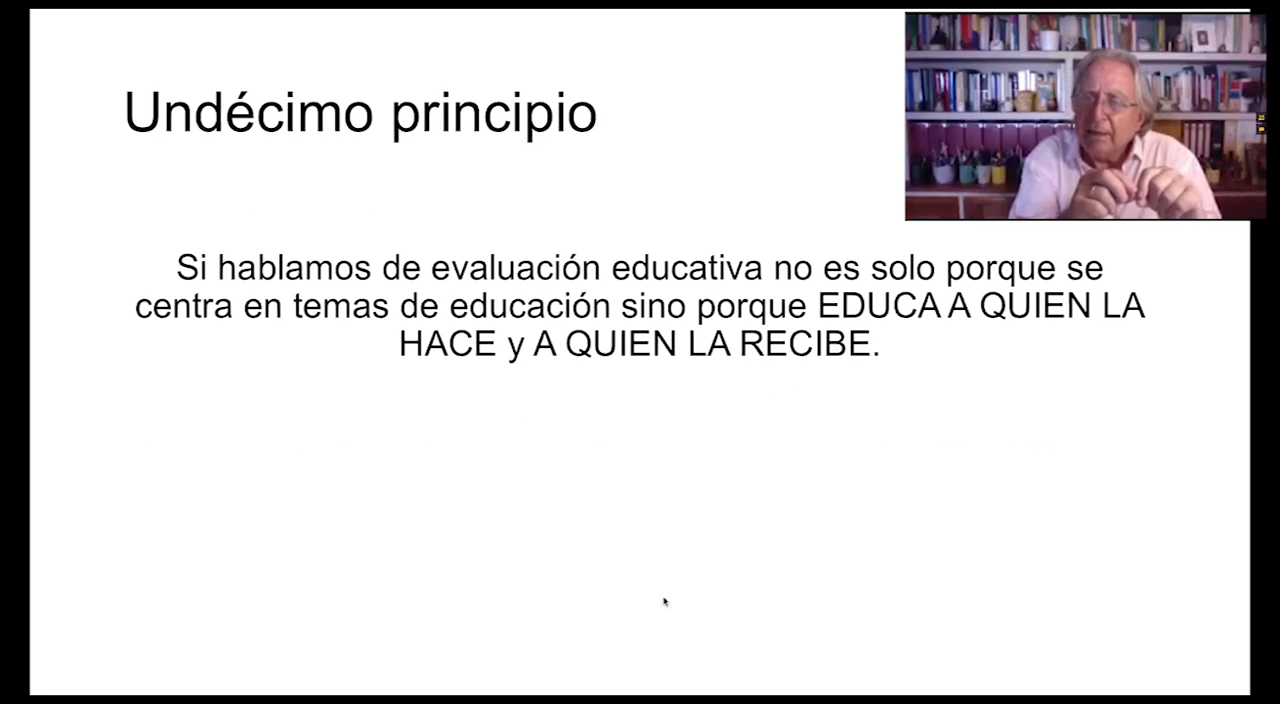 Undécimo principio
Si hablamos de evaluación educativa no es solo porque se
centra en temas de educación sino porque EDUCA A QUIEN LA
HACE y A QUIEN LA RECIBE.